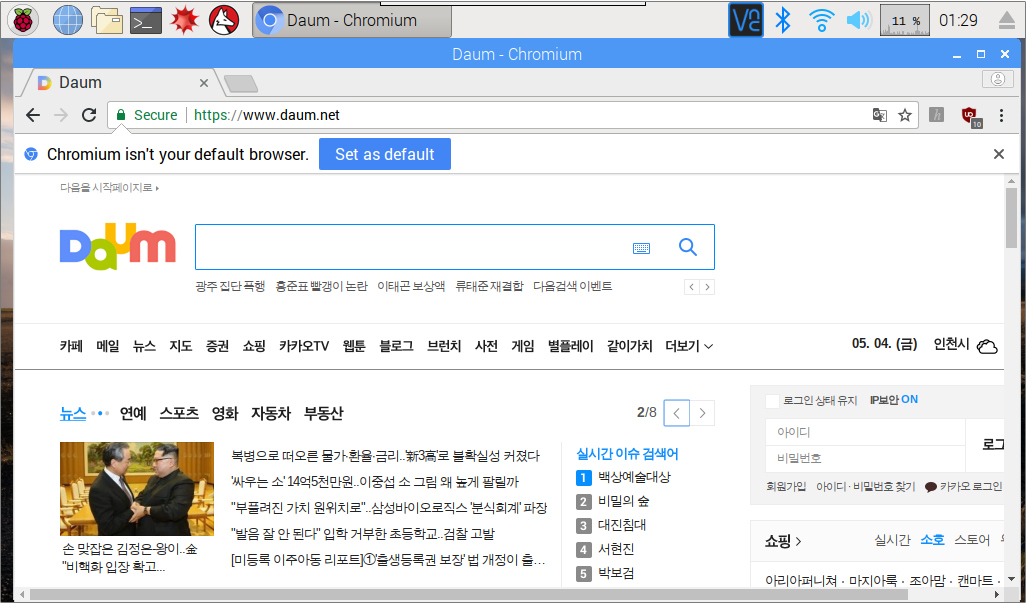 Daum - Chromium
11 %
01:29
Daum - Chromium
Daum
Secure https://www.daum.net
10
Chromium isn't your default browser. Set as default
다음을 시작페이지로
Daum
광주 집단 폭행 홍준표 빨갱이 논란 이태곤 보상액 류태준 재결합 다음검색 이벤트
카페 메일 뉴스 지도 증권 쇼핑 카카오TV 웹툰 블로그 브런치 사전 게임 별플레이 같이가치 더보기
05. 04. (금) 인천시
뉴스 연예 스포츠 영화 자동차 부동산
2/8
복병으로 떠오른 물가·환율·금리..'新3高'로 불확실성 커졌다
'싸우는 소' 14억5천만원..이중섭 소 그림 왜 높게 팔릴까
"부풀려진 가치 원위치로"..삼성바이오로직스 '분식회계' 파장
"발음 잘 안 된다" 입학 거부한 초등학교..검찰 고발
[미등록 이주아동 리포트]①'출생등록권 보장' 법 개정이 출…
손 맞잡은 김정은·왕이..金
"비핵화 입장 확고...
실시간 이슈 검색어
1 백상예술대상
2 비밀의 숲
3 대진침대
4 서현진
5 박보검
로그인 상태 유지 IP보안 ON
아이디
비밀번호
로그
회원가입 아이디 · 비밀번호 찾기 카카오 로그인
쇼핑 실시간 소호 스토어
아리아퍼니쳐 · 마지아룩 · 조아맘 · 캔마트 ·